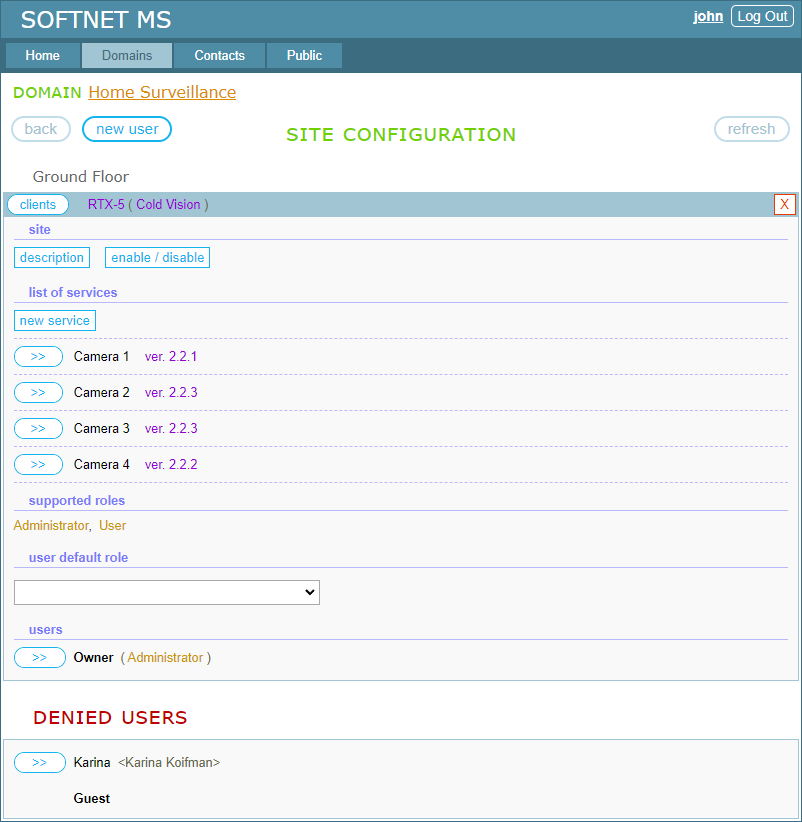 SOFTNET MS john Log Out
Home Domains Contacts Public
DOMAIN Home Surveillance
back new user SITE CONFIGURATION refresh
Ground Floor
clients RTX-5 ( Cold Vision ) X
site
description enable / disable
list of services
new service
>> Camera 1 ver. 2.2.1
>> Camera 2 ver. 2.2.3
>> Camera 3 ver. 2.2.3
>> Camera 4 ver. 2.2.2
supported roles
Administrator, User
user default role
users
>> Owner ( Administrator )
DENIED USERS
>> Karina <Karina Koifman>
Guest